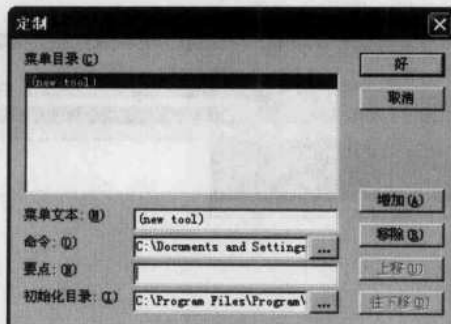 定制
菜单目录(C)
(new tool)
好
取消
菜单文本:(M)
(new tool)
增加(A)
命令:(O)
C:\Documents and Settings
...
移除(R)
要点:(N)
上移(U)
初始化目录:(I)
C:\Program Files\Program\
...
往下移(D)